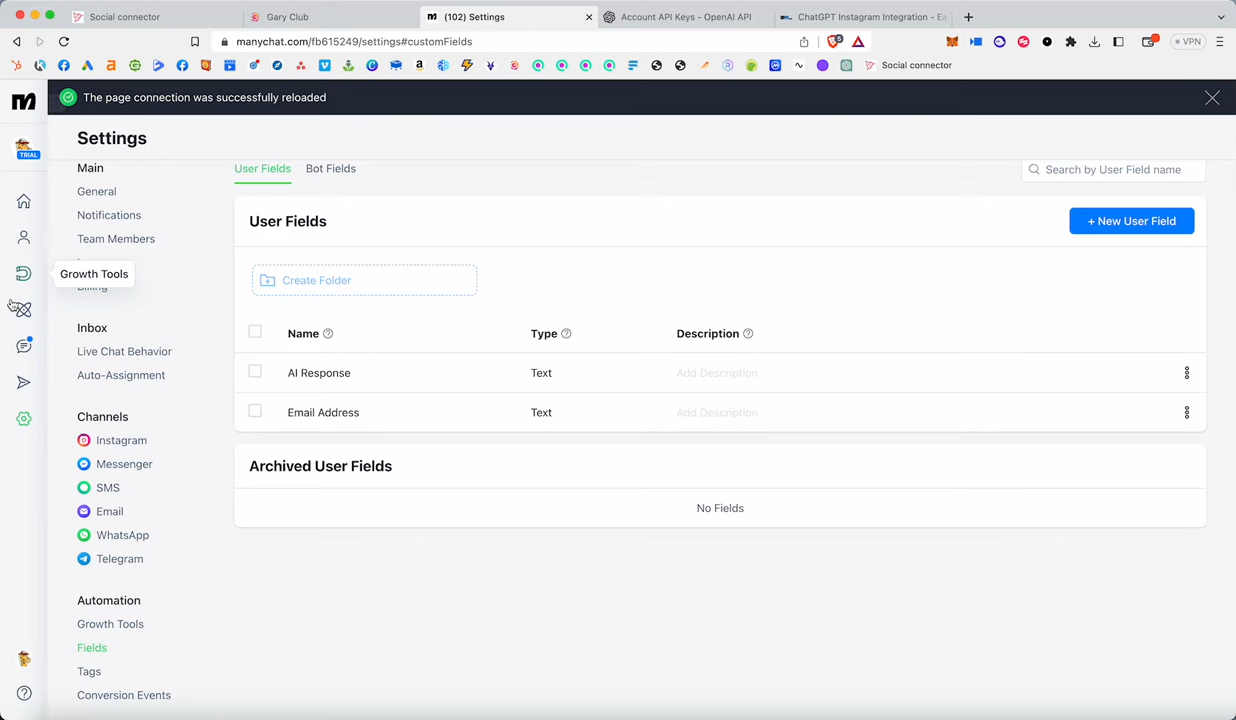 Social connector
Gary Club
(102) Settings
Account API Keys - OpenAI API
ChatGPT Instagram Integration - Ea
manychat.com/fb615249/settings#customFields
VPN
Social connector
The page connection was successfully reloaded
Settings
TRIAL
Main
General
Notifications
Team Members
Billing
Growth Tools
Inbox
Live Chat Behavior
Auto-Assignment
Channels
Instagram
Messenger
SMS
Email
WhatsApp
Telegram
Automation
Growth Tools
Fields
Tags
Conversion Events
User Fields
Bot Fields
Search by User Field name
User Fields
+ New User Field
Create Folder
Name
Type
Description
AI Response
Text
Add Description
Email Address
Text
Add Description
Archived User Fields
No Fields